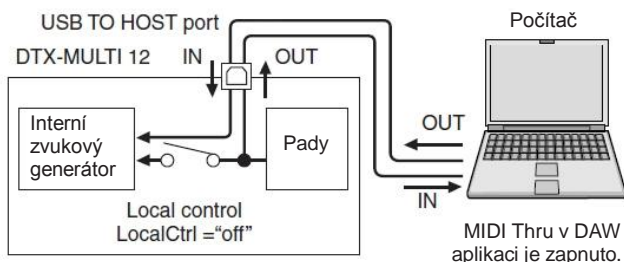 USB TO HOST port
Počítač
DTX-MULTI 12
IN
OUT
Interní
zvukový
generátor
Pady
OUT
IN
Local control
LocalCtrl =“off”
MIDI Thru v DAW
aplikaci je zapnuto.